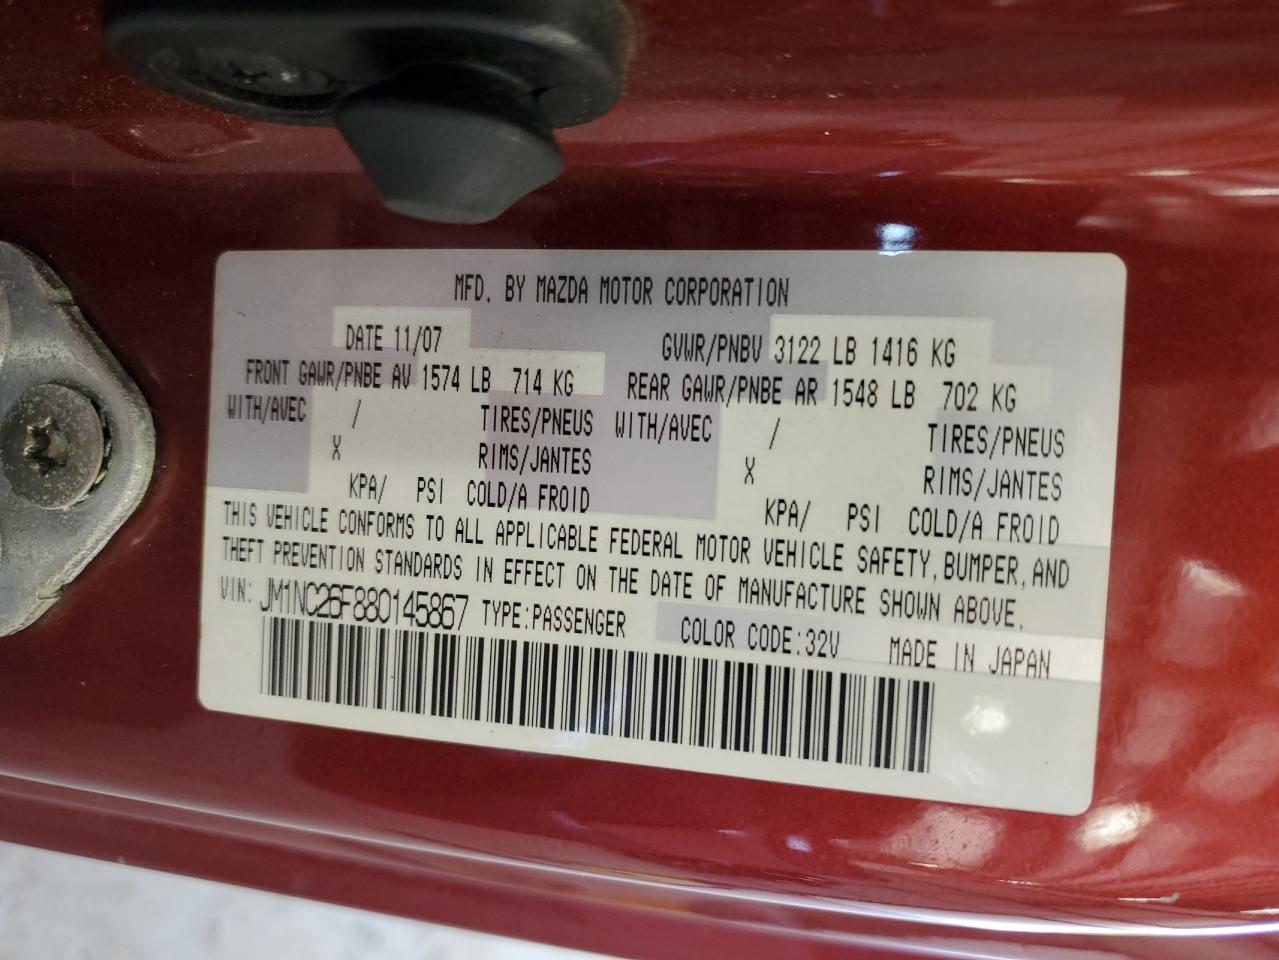 MFD. BY MAZDA MOTOR CORPORATION
DATE 11/07 GVWR/PNBV 3122 LB 1416 KG
FRONT GAWR/PNBE AV 1574 LB 714 KG REAR GAWR/PNBE AR 1548 LB 702 KG
WITH/AVEC / TIRES/PNEUS WITH/AVEC / TIRES/PNEUS
X RIMS/JANTES X RIMS/JANTES
KPA/ PSI COLD/A FROID KPA/ PSI COLD/A FROID
THIS VEHICLE CONFORMS TO ALL APPLICABLE FEDERAL MOTOR VEHICLE SAFETY, BUMPER, AND
THEFT PREVENTION STANDARDS IN EFFECT ON THE DATE OF MANUFACTURE SHOWN ABOVE.
VIN: JM1NC26F880145867 TYPE:PASSENGER COLOR CODE:32V MADE IN JAPAN